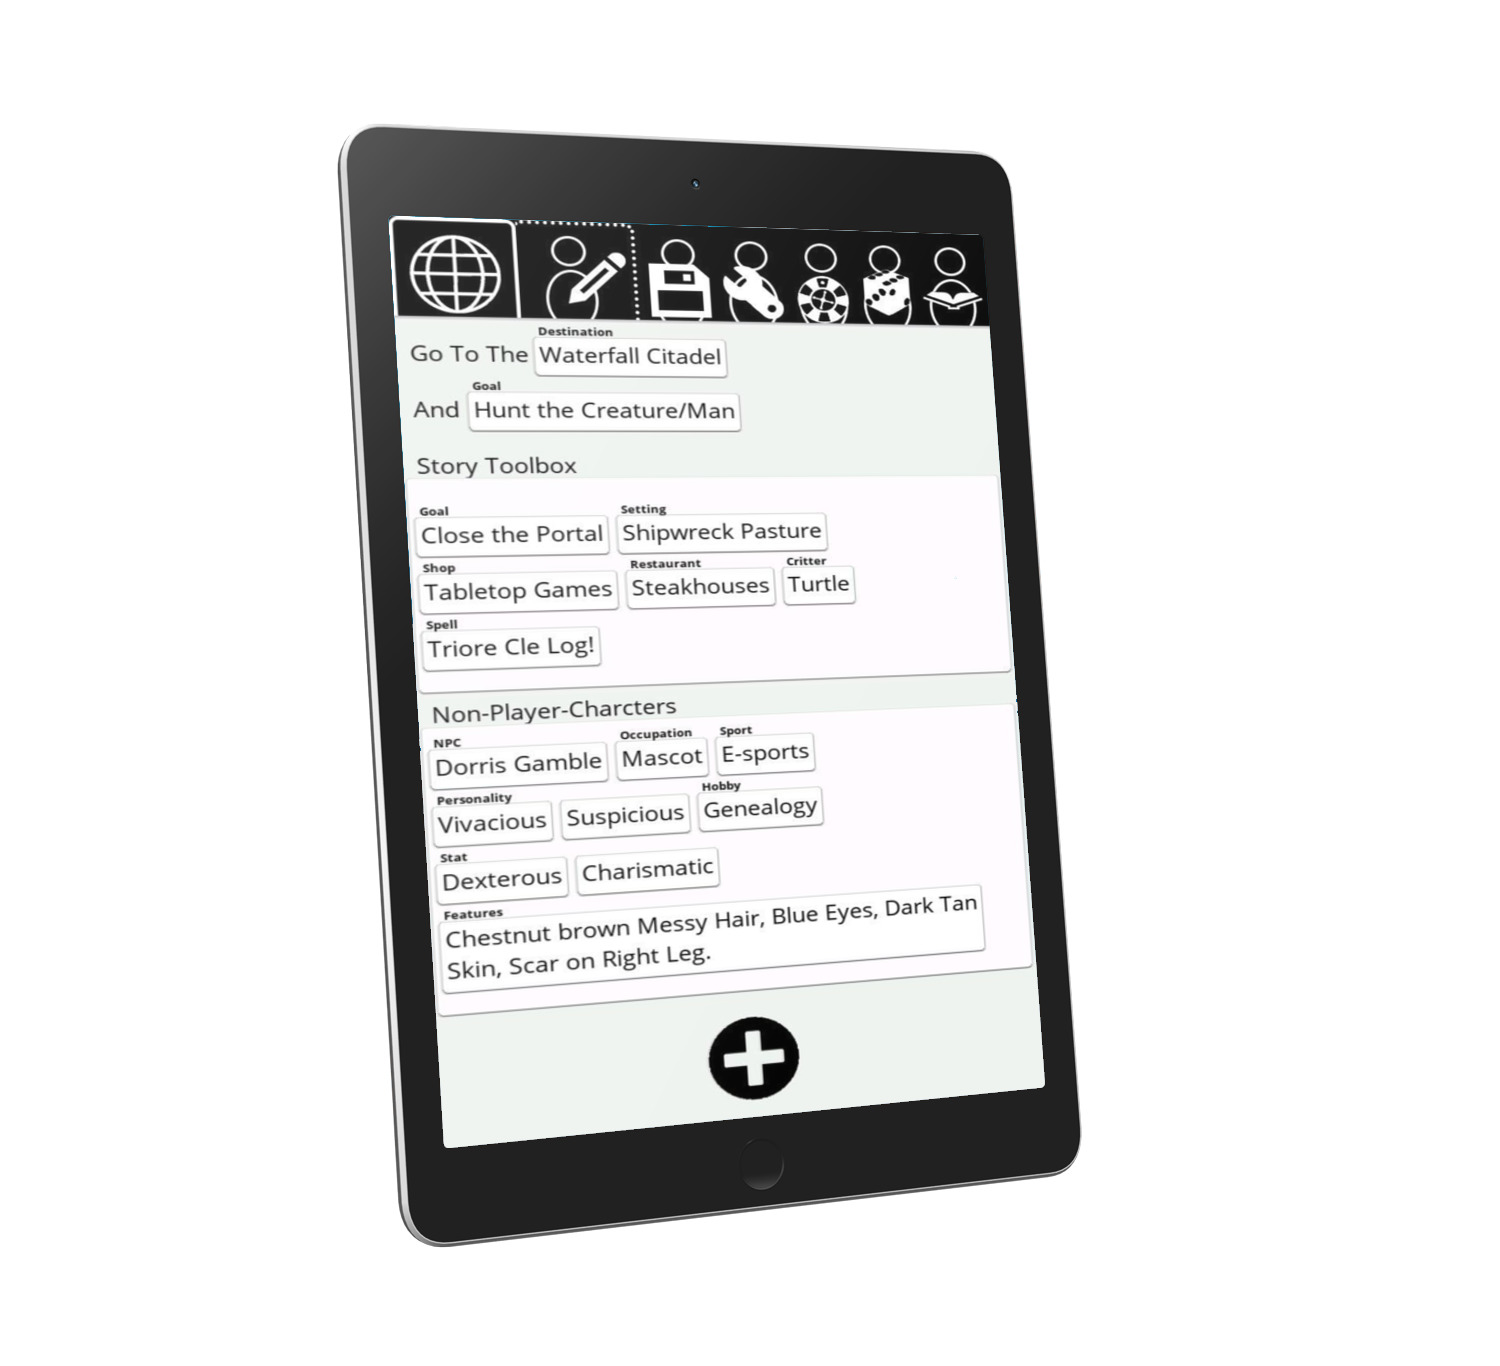 Destination
Go To The Waterfall Citadel
Goal
And Hunt the Creature/Man
Story Toolbox
Goal Setting
Close the Portal Shipwreck Pasture
Shop Restaurant Critter
Tabletop Games Steakhouses Turtle
Spell
Triore Cle Log!
Non-Player-Charcters
NPC Occupation Sport
Dorris Gamble Mascot E-sports
Personality Hobby
Vivacious Suspicious Genealogy
Stat
Dexterous Charismatic
Features
Chestnut brown Messy Hair, Blue Eyes, Dark Tan
Skin, Scar on Right Leg.